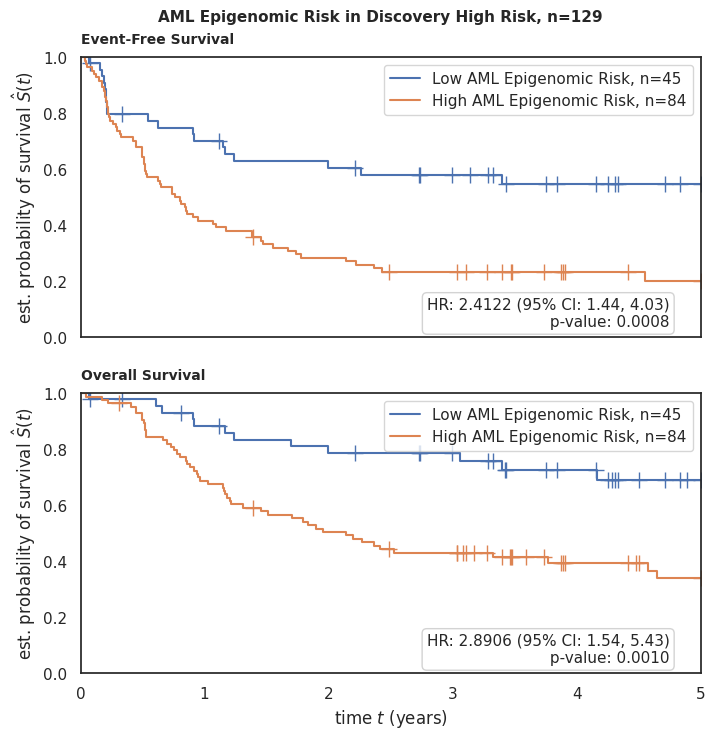 AML Epigenomic Risk in Discovery High Risk, n=129
Event-Free Survival
1.0
0.8
0.6
0.4
0.2
0.0
est. probability of survival Ŝ(t)
Low AML Epigenomic Risk, n=45
High AML Epigenomic Risk, n=84
HR: 2.4122 (95% CI: 1.44, 4.03)
p-value: 0.0008
Overall Survival
1.0
0.8
0.6
0.4
0.2
0.0
est. probability of survival Ŝ(t)
Low AML Epigenomic Risk, n=45
High AML Epigenomic Risk, n=84
HR: 2.8906 (95% CI: 1.54, 5.43)
p-value: 0.0010
0 1 2 3 4 5
time t (years)